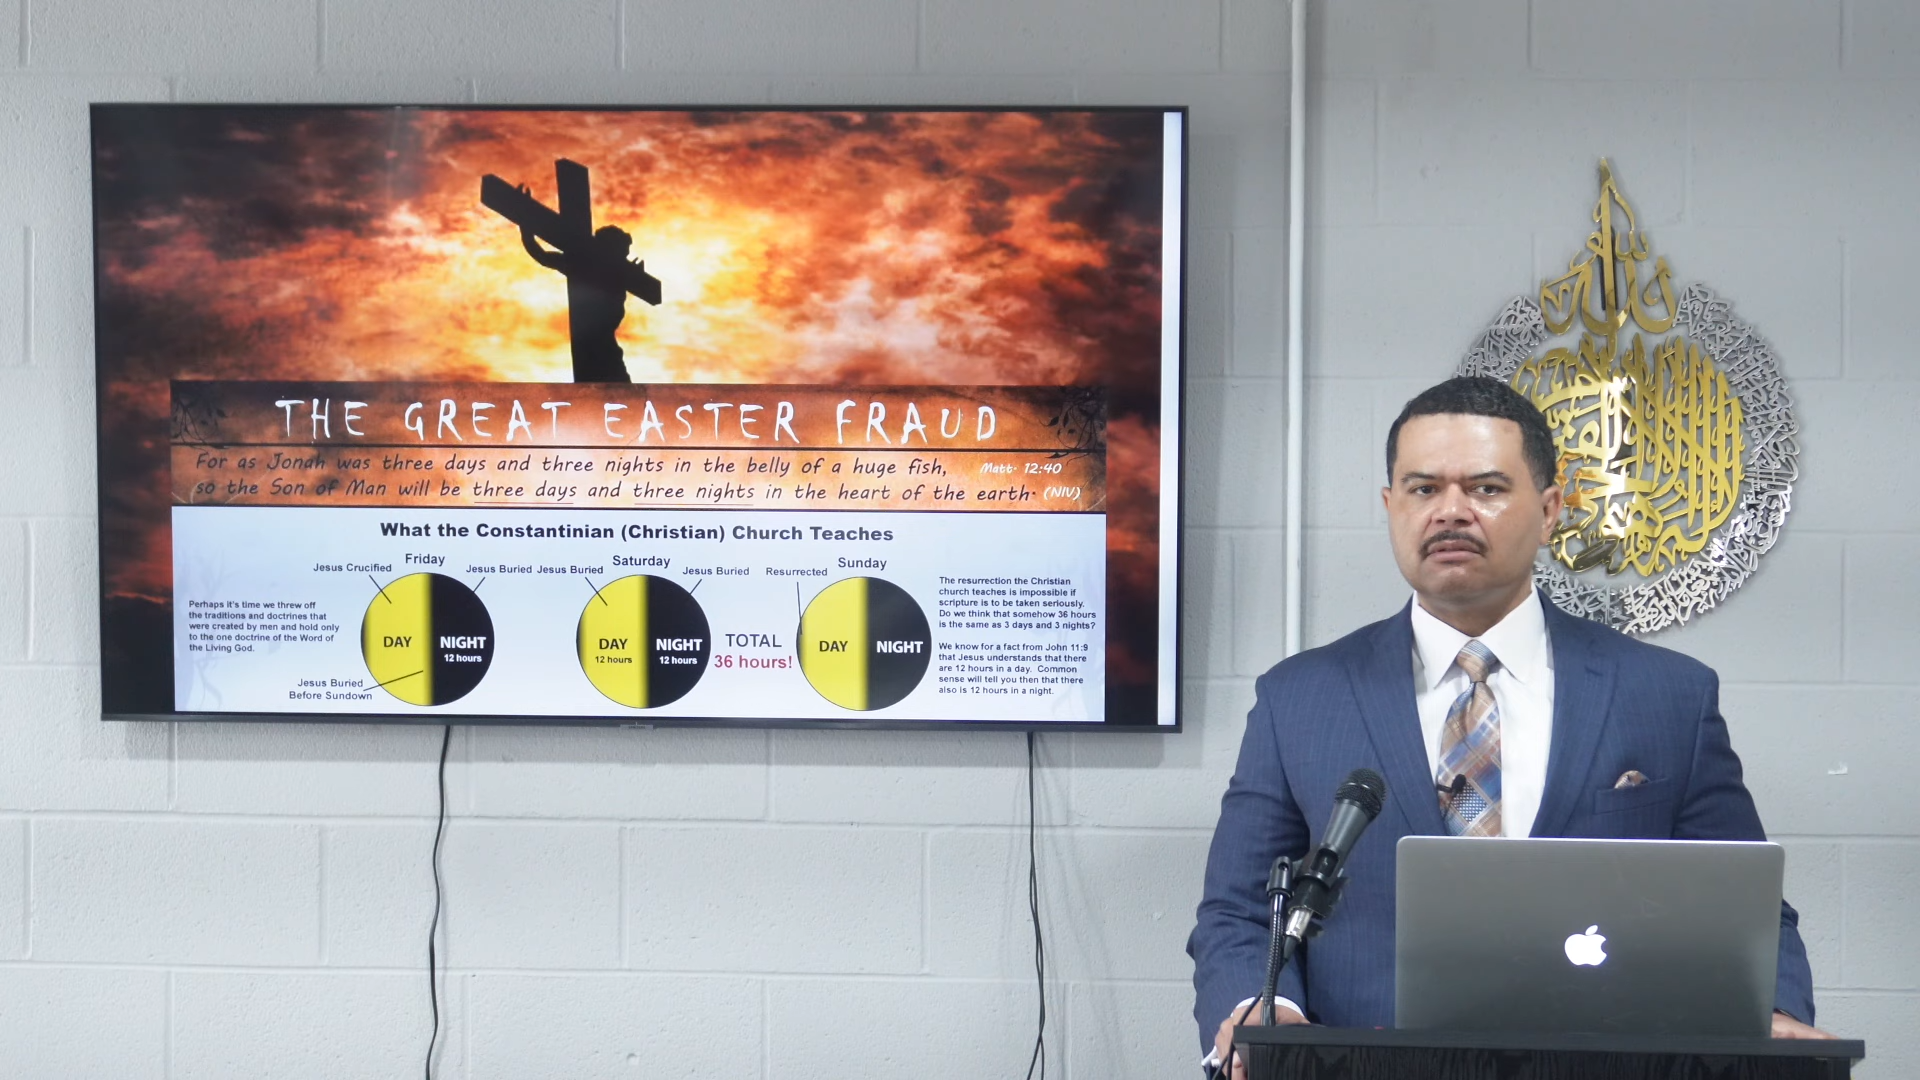 THE GREAT EASTER FRAUD
For as Jonah was three days and three nights in the belly of a huge fish, Matt. 12:40
so the Son of Man will be three days and three nights in the heart of the earth. (NIV)
What the Constantinian (Christian) Church Teaches
Friday
Saturday
Sunday
Jesus Crucified
Jesus Buried
Jesus Buried
Jesus Buried
Resurrected
Perhaps it's time we threw off
the traditions and doctrines that
were created by men and hold only
to the one doctrine of the Word of
the Living God.
DAY
NIGHT
12 hours
Jesus Buried
Before Sundown
DAY
12 hours
NIGHT
12 hours
TOTAL
36 hours!
DAY
NIGHT
The resurrection the Christian
church teaches is impossible if
scripture is to be taken seriously.
Do we think that somehow 36 hours
is the same as 3 days and 3 nights?
We know for a fact from John 11:9
that Jesus understands that there
are 12 hours in a day. Common
sense will tell you then that there
also is 12 hours in a night.